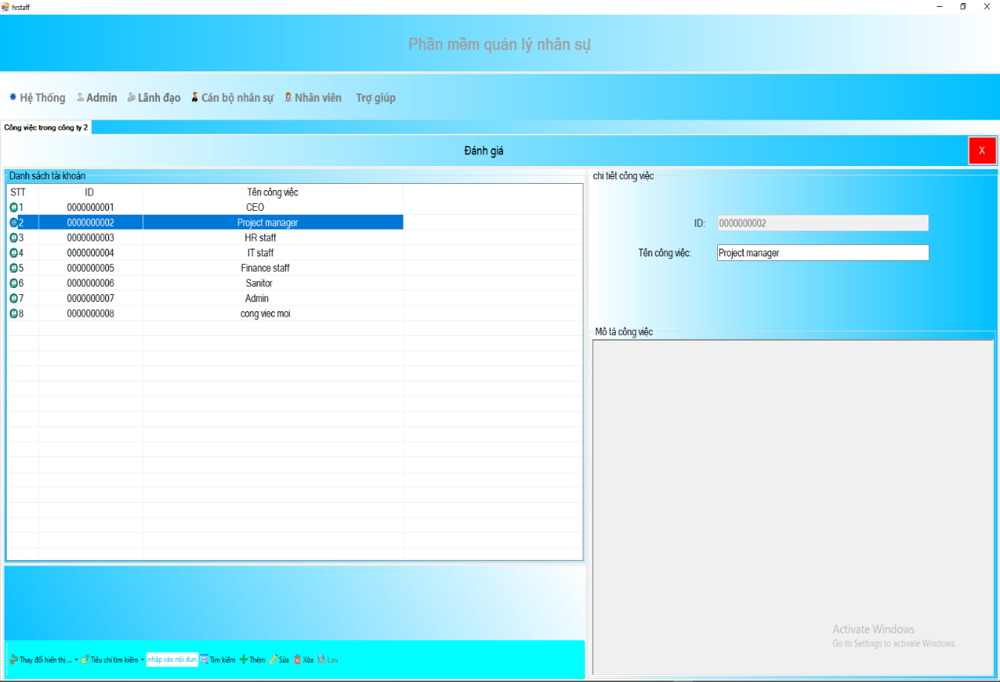 hrstaff
Phần mềm quản lý nhân sự
Hệ Thống Admin Lãnh đạo Cán bộ nhân sự Nhân viên Trợ giúp
Công việc trong công ty 2
Đánh giá X
Danh sách tài khoản
STT ID Tên công việc
1 0000000001 CEO
2 0000000002 Project manager
3 0000000003 HR staff
4 0000000004 IT staff
5 0000000005 Finance staff
6 0000000006 Sanitor
7 0000000007 Admin
8 0000000008 cong viec moi
chi tiết công việc
ID: 0000000002
Tên công việc: Project manager
Mô tả công việc
Activate Windows
Go to Settings to activate Windows.
Thay đổi hiển thị ... Tiêu chí tìm kiếm nhập vào nội dun Tìm kiếm Thêm Sửa Xóa Lưu